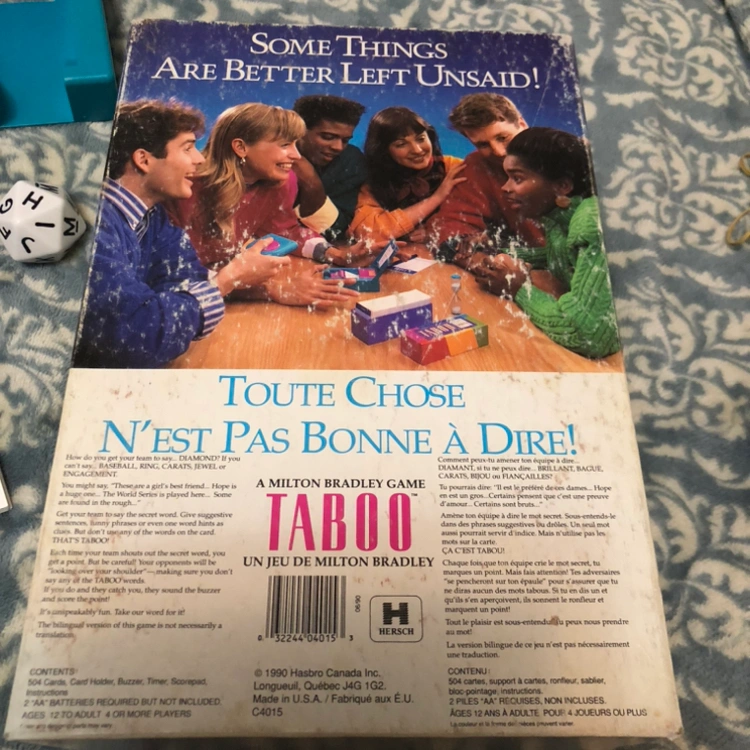 SOME THINGS
ARE BETTER LEFT UNSAID!
H
I
M
G
F
J
TABOO
TOUTE CHOSE
N'EST PAS BONNE À DIRE!
How do you get your team to say... DIAMOND? If you
can't say... BASEBALL, RING, CARATS, JEWEL or
ENGAGEMENT.
You might say, "These are a girl's best friend... Hope is
a huge one... The World Series is played here... Some
are found in the rough..."
Get your team to say the secret word. Give suggestive
sentences, funny phrases or even one word hints as
clues. But don't use any of the words on the card.
THAT'S TABOO!
Each time your team shouts out the secret word, you
get a point. But be careful! Your opponents will be
"looking over your shoulder"—making sure you don't
say any of the TABOO words.
If you do and they catch you, they sound the buzzer
and score the point!
It's unspeakably fun. Take our word for it!
The bilingual version of this game is not necessarily a
translation.
A MILTON BRADLEY GAME
TABOO™
UN JEU DE MILTON BRADLEY
0 32244 04015 3
06/90
H
HERSCH
Comment peux-tu amener ton équipe à dire...
DIAMANT, si tu ne peux dire... BRILLANT, BAGUE,
CARATS, BIJOU ou FIANÇAILLES?
Tu pourrais dire: "Il est le préféré de ces dames... Hope
en est un gros... Certains pensent que c'est une preuve
d'amour... Certains sont bruts..."
Amène ton équipe à dire le mot secret. Sous-entends-le
dans des phrases suggestives ou drôles. Un seul mot
aussi pourrait servir d'indice. Mais n'utilise pas les
mots sur la carte.
ÇA C'EST TABOU!
Chaque fois que ton équipe crie le mot secret, tu
marques un point. Mais fais attention! Tes adversaires
"se pencheront sur ton épaule" pour s'assurer que tu
ne diras aucun des mots tabous. Si tu en dis un et
qu'ils s'en aperçoivent, ils sonnent le ronfleur et
marquent un point!
Tout le plaisir est sous-entendu, tu peux nous prendre
au mot!
La version bilingue de ce jeu n'est pas nécessairement
une traduction.
CONTENTS:
504 Cards, Card Holder, Buzzer, Timer, Scorepad,
Instructions
2 "AA" BATTERIES REQUIRED BUT NOT INCLUDED.
AGES 12 TO ADULT 4 OR MORE PLAYERS
© 1990 Hasbro Canada Inc.
Longueuil, Québec J4G 1G2.
Made in U.S.A. / Fabriqué aux É.U.
C4015
CONTENU:
504 cartes, support à cartes, ronfleur, sablier,
bloc-pointage, instructions.
2 PILES "AA" REQUISES, NON INCLUSES.
ÂGES 12 ANS À ADULTE POUR 4 JOUEURS OU PLUS
La couleur et la forme des pièces peuvent varier.